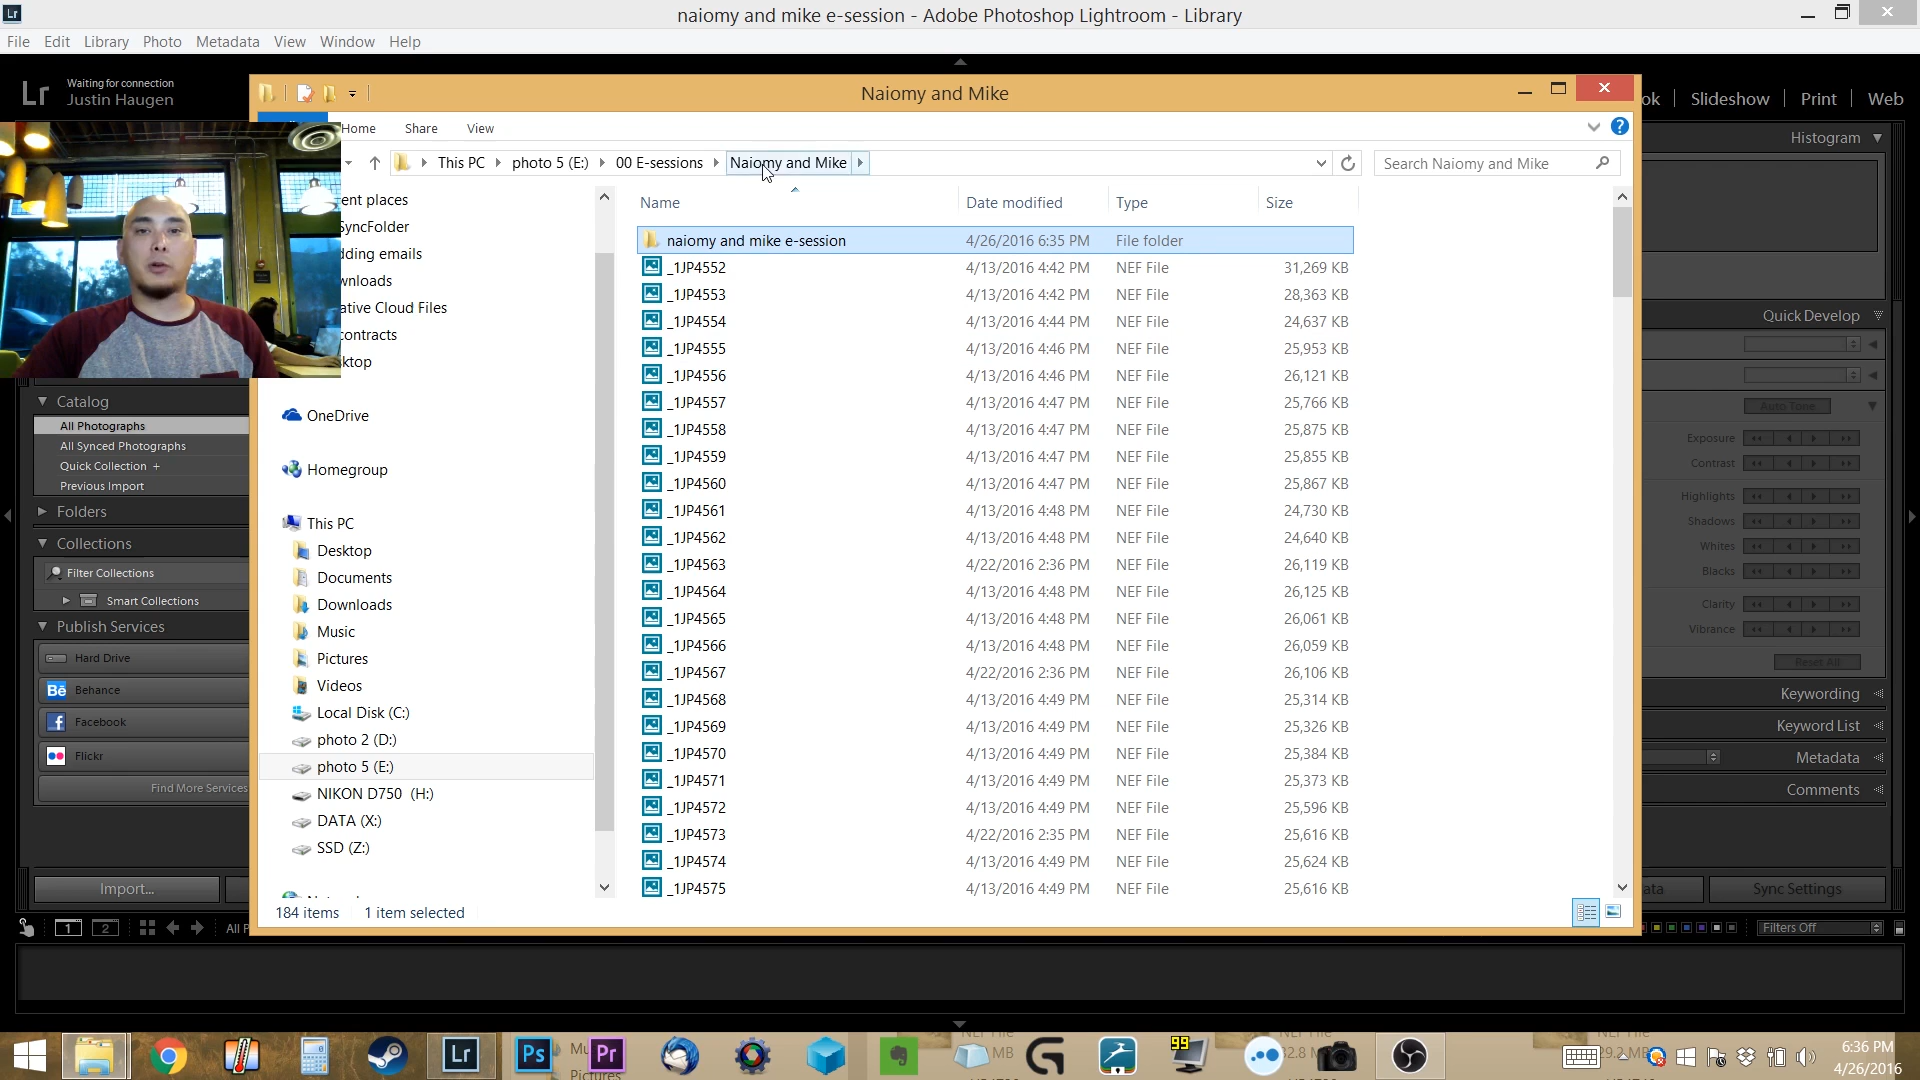 naiomy and mike e-session - Adobe Photoshop Lightroom - Library
File Edit Library Photo Metadata View Window Help
Lr Waiting for connection
Justin Haugen
ok Slideshow Print Web
Naiomy and Mike
Home Share View
This PC photo 5 (E:) 00 E-sessions Naiomy and Mike
Search Naiomy and Mike
ent places
SyncFolder
dding emails
wnloads
ative Cloud Files
contracts
ktop
OneDrive
Homegroup
This PC
Desktop
Documents
Downloads
Music
Pictures
Videos
Local Disk (C:)
photo 2 (D:)
photo 5 (E:)
NIKON D750 (H:)
DATA (X:)
SSD (Z:)
Name Date modified Type Size
naiomy and mike e-session 4/26/2016 6:35 PM File folder
_1JP4552 4/13/2016 4:42 PM NEF File 31,269 KB
_1JP4553 4/13/2016 4:42 PM NEF File 28,363 KB
_1JP4554 4/13/2016 4:44 PM NEF File 24,637 KB
_1JP4555 4/13/2016 4:46 PM NEF File 25,953 KB
_1JP4556 4/13/2016 4:46 PM NEF File 26,121 KB
_1JP4557 4/13/2016 4:47 PM NEF File 25,766 KB
_1JP4558 4/13/2016 4:47 PM NEF File 25,875 KB
_1JP4559 4/13/2016 4:47 PM NEF File 25,855 KB
_1JP4560 4/13/2016 4:47 PM NEF File 25,867 KB
_1JP4561 4/13/2016 4:48 PM NEF File 24,730 KB
_1JP4562 4/13/2016 4:48 PM NEF File 24,640 KB
_1JP4563 4/22/2016 2:36 PM NEF File 26,119 KB
_1JP4564 4/13/2016 4:48 PM NEF File 26,125 KB
_1JP4565 4/13/2016 4:48 PM NEF File 26,061 KB
_1JP4566 4/13/2016 4:48 PM NEF File 26,059 KB
_1JP4567 4/22/2016 2:36 PM NEF File 26,106 KB
_1JP4568 4/13/2016 4:49 PM NEF File 25,314 KB
_1JP4569 4/13/2016 4:49 PM NEF File 25,326 KB
_1JP4570 4/13/2016 4:49 PM NEF File 25,384 KB
_1JP4571 4/13/2016 4:49 PM NEF File 25,373 KB
_1JP4572 4/13/2016 4:49 PM NEF File 25,596 KB
_1JP4573 4/22/2016 2:35 PM NEF File 25,616 KB
_1JP4574 4/13/2016 4:49 PM NEF File 25,624 KB
_1JP4575 4/13/2016 4:49 PM NEF File 25,616 KB
184 items 1 item selected
Catalog
All Photographs
All Synced Photographs
Quick Collection +
Previous Import
Folders
Collections
Filter Collections
Smart Collections
Publish Services
Hard Drive
Bē Behance
Facebook
Flickr
Find More Services
Import...
Histogram
Quick Develop
Auto Tone
Exposure
Contrast
Highlights
Shadows
Whites
Blacks
Clarity
Vibrance
Reset All
Keywording
Keyword List
Metadata
Comments
ata Sync Settings
1 2 All P
Filters Off
Lr Ps Pr 99
6:36 PM
4/26/2016